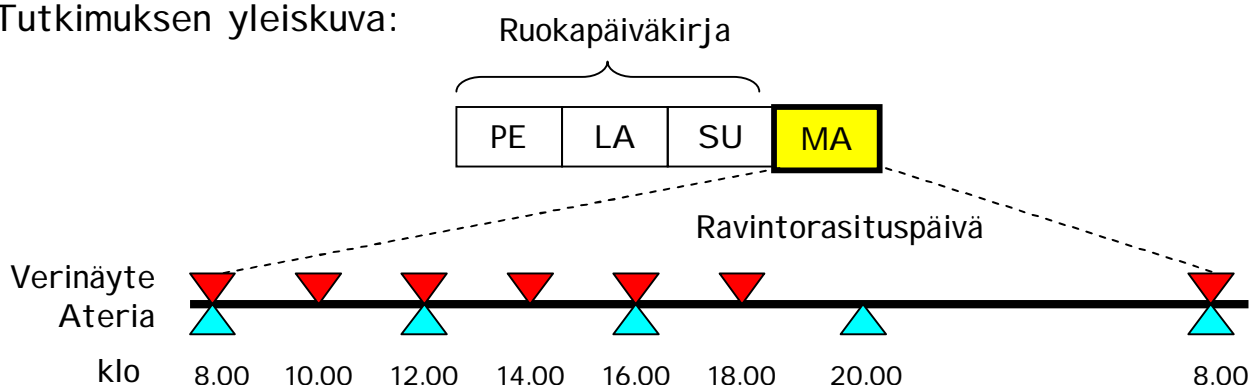 Tutkimuksen yleiskuva:
Ruokapäiväkirja
PE LA SU MA
Ravintorasituspäivä
Verinäyte
Ateria
klo 8.00 10.00 12.00 14.00 16.00 18.00 20.00 8.00